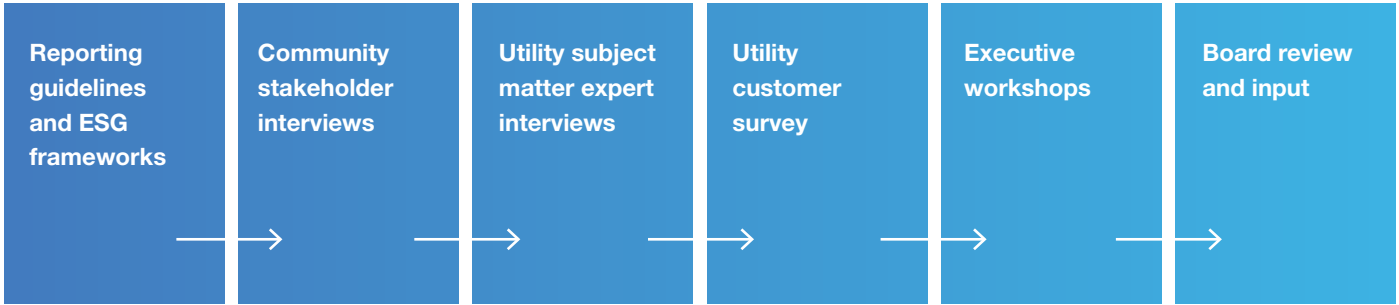 Reporting
guidelines
and ESG
frameworks
Community
stakeholder
interviews
Utility subject
matter expert
interviews
Utility
customer
survey
Executive
workshops
Board review
and input